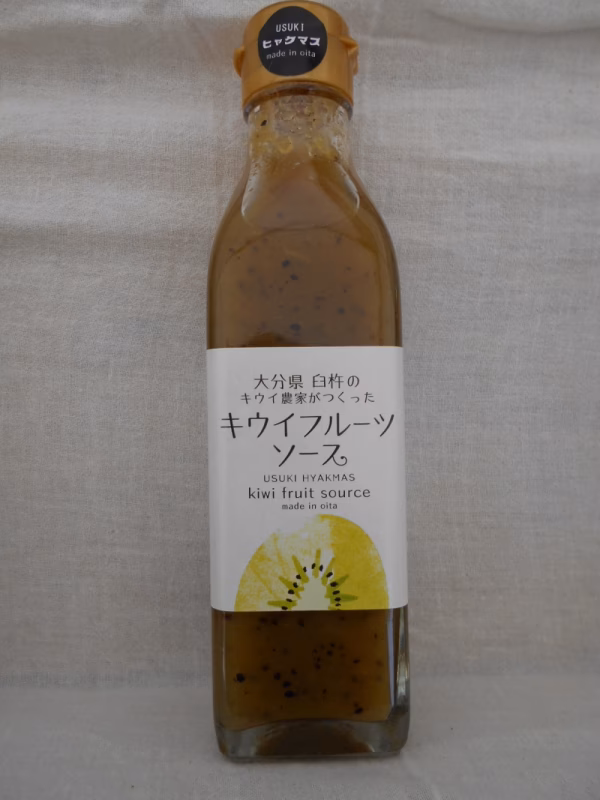 USUKI
ヒャクマス
made in oita
大分県 臼杵の
キウイ農家がつくった
キウイフルーツ
ソース
USUKI HYAKMAS
kiwi fruit source
made in oita